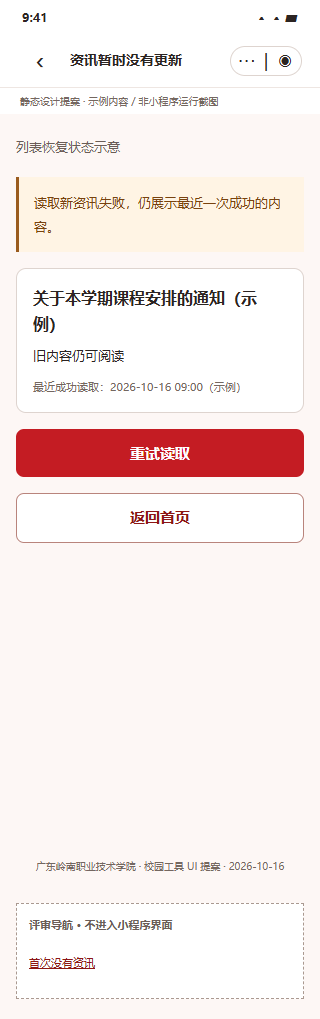 9:41
资讯暂时没有更新
静态设计提案 · 示例内容 / 非小程序运行截图
列表恢复状态示意
读取新资讯失败，仍展示最近一次成功的内
容。
关于本学期课程安排的通知（示
例）
旧内容仍可阅读
最近成功读取：2026-10-16 09:00（示例）
重试读取
返回首页
广东岭南职业技术学院 · 校园工具 UI 提案 · 2026-10-16
评审导航 · 不进入小程序界面
首次没有资讯